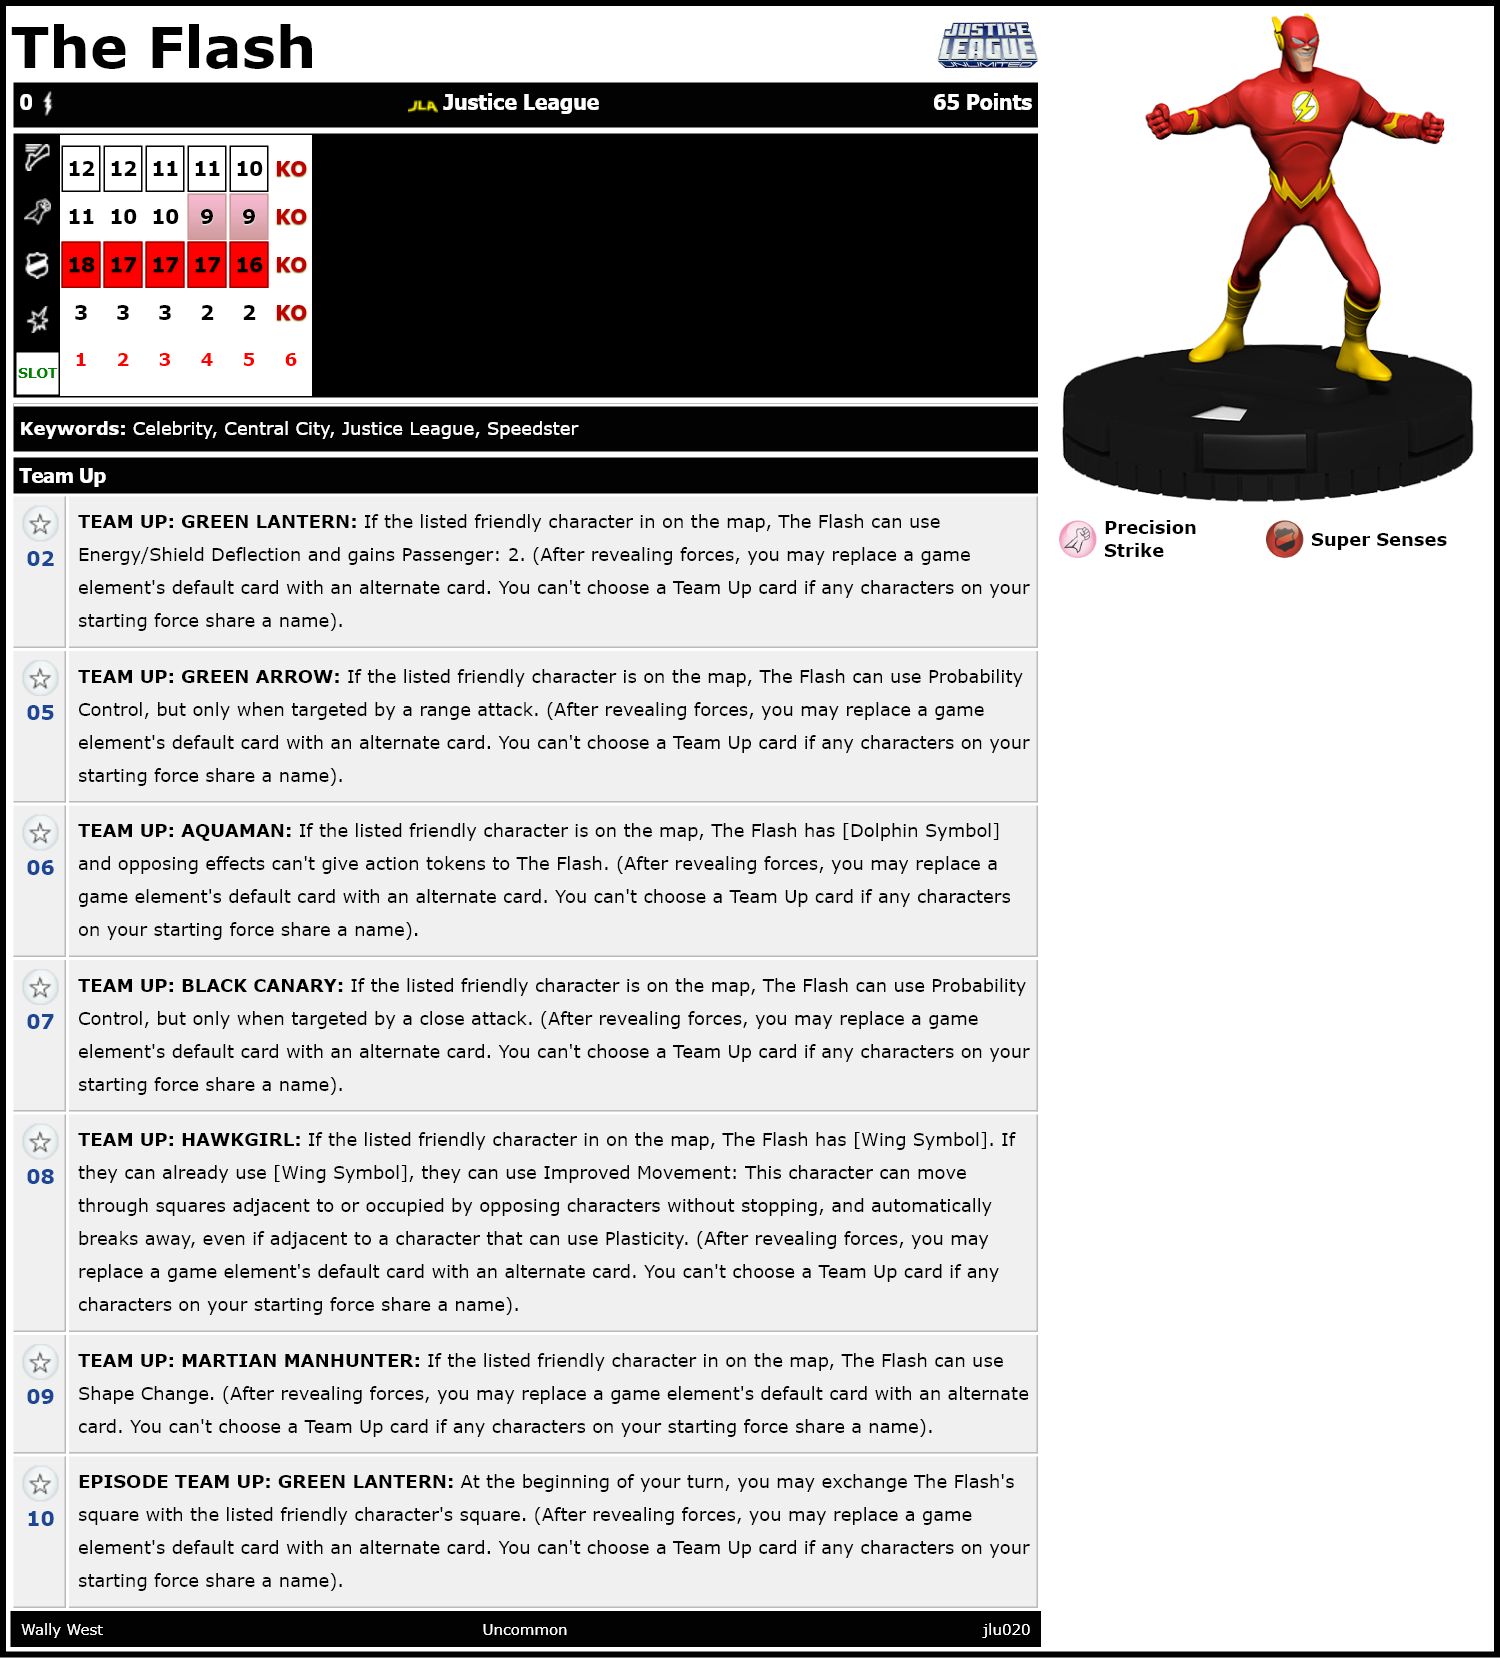 The Flash
JUSTICE
LEAGUE
UNLIMITED
0 JLA Justice League 65 Points
12 12 11 11 10 KO
11 10 10 9 9 KO
18 17 17 17 16 KO
3 3 3 2 2 KO
SLOT 1 2 3 4 5 6
Keywords: Celebrity, Central City, Justice League, Speedster
Team Up
02
TEAM UP: GREEN LANTERN: If the listed friendly character in on the map, The Flash can use
Energy/Shield Deflection and gains Passenger: 2. (After revealing forces, you may replace a game
element's default card with an alternate card. You can't choose a Team Up card if any characters on your
starting force share a name).
05
TEAM UP: GREEN ARROW: If the listed friendly character is on the map, The Flash can use Probability
Control, but only when targeted by a range attack. (After revealing forces, you may replace a game
element's default card with an alternate card. You can't choose a Team Up card if any characters on your
starting force share a name).
06
TEAM UP: AQUAMAN: If the listed friendly character is on the map, The Flash has [Dolphin Symbol]
and opposing effects can't give action tokens to The Flash. (After revealing forces, you may replace a
game element's default card with an alternate card. You can't choose a Team Up card if any characters
on your starting force share a name).
07
TEAM UP: BLACK CANARY: If the listed friendly character is on the map, The Flash can use Probability
Control, but only when targeted by a close attack. (After revealing forces, you may replace a game
element's default card with an alternate card. You can't choose a Team Up card if any characters on your
starting force share a name).
08
TEAM UP: HAWKGIRL: If the listed friendly character in on the map, The Flash has [Wing Symbol]. If
they can already use [Wing Symbol], they can use Improved Movement: This character can move
through squares adjacent to or occupied by opposing characters without stopping, and automatically
breaks away, even if adjacent to a character that can use Plasticity. (After revealing forces, you may
replace a game element's default card with an alternate card. You can't choose a Team Up card if any
characters on your starting force share a name).
09
TEAM UP: MARTIAN MANHUNTER: If the listed friendly character in on the map, The Flash can use
Shape Change. (After revealing forces, you may replace a game element's default card with an alternate
card. You can't choose a Team Up card if any characters on your starting force share a name).
10
EPISODE TEAM UP: GREEN LANTERN: At the beginning of your turn, you may exchange The Flash's
square with the listed friendly character's square. (After revealing forces, you may replace a game
element's default card with an alternate card. You can't choose a Team Up card if any characters on your
starting force share a name).
Wally West Uncommon jlu020
Precision
Strike
Super Senses